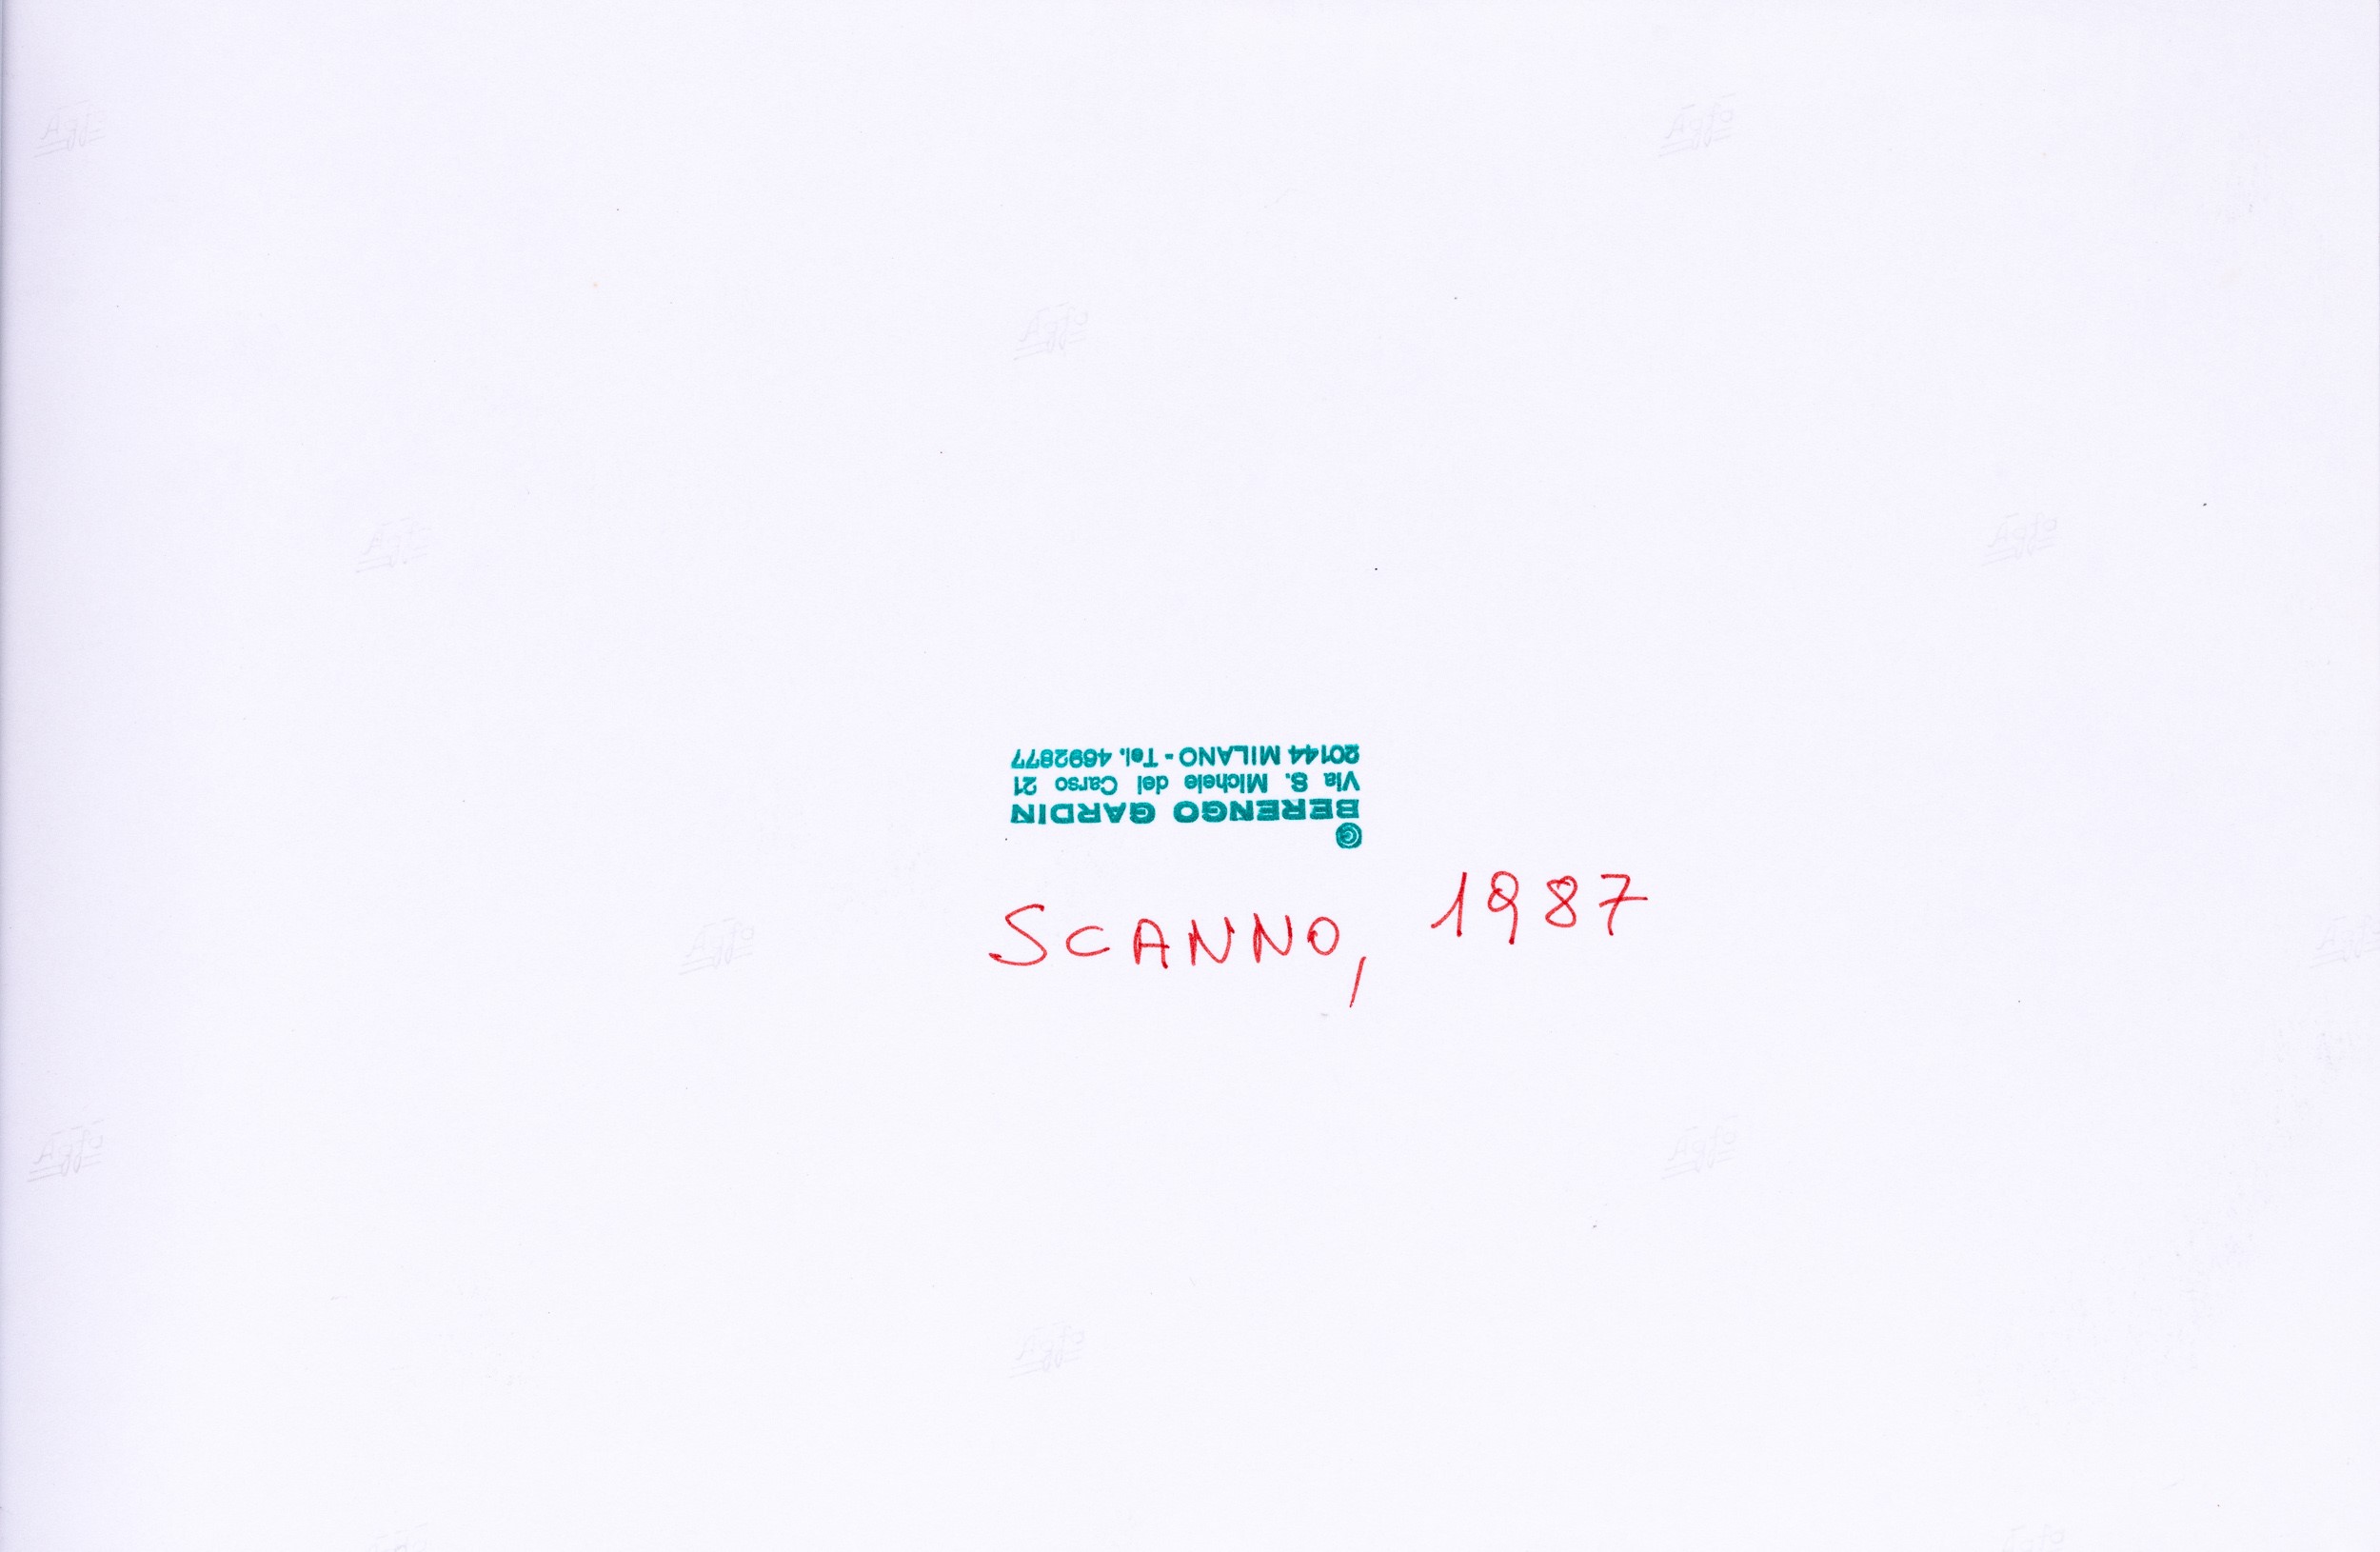 ©
BERENGO GARDIN
Via S. Michele del Carso 21
20144 MILANO - Tel. 4692877
SCANNO, 1987